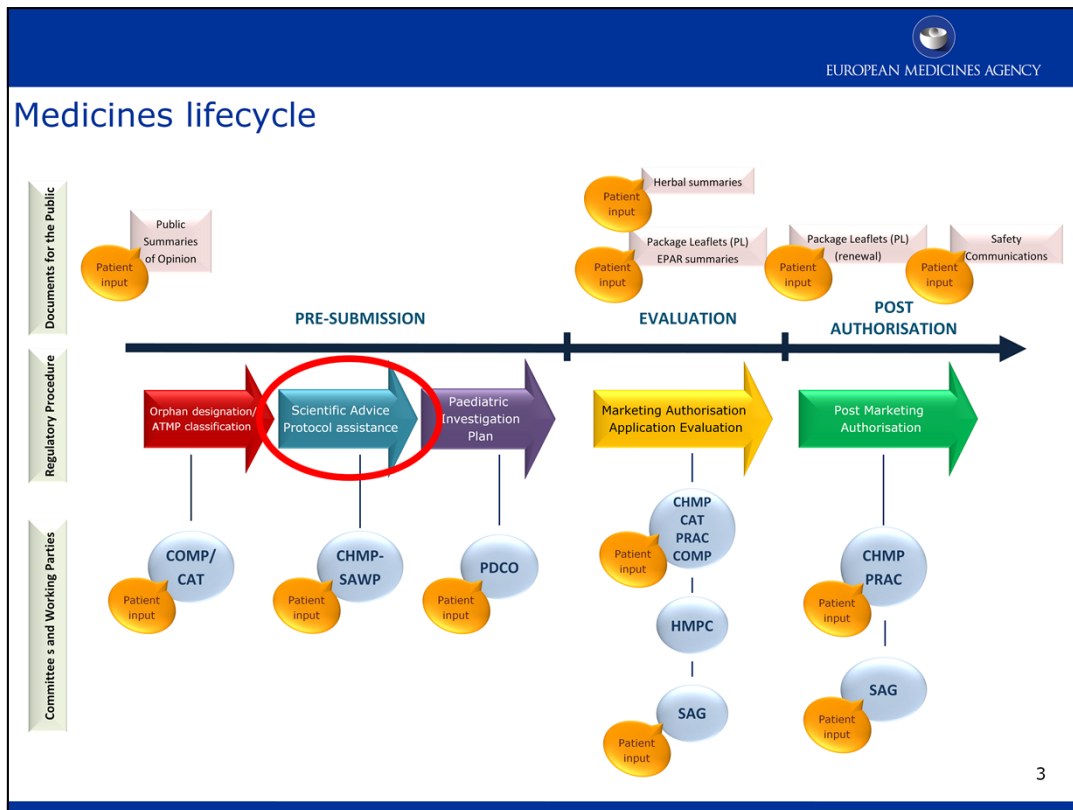 EUROPEAN MEDICINES AGENCY
Medicines lifecycle
Documents for the Public
Public
Summaries
of Opinion
Patient
input
Herbal summaries
Patient
input
Package Leaflets (PL)
EPAR summaries
Patient
input
Package Leaflets (PL)
(renewal)
Patient
input
Safety
Communications
Patient
input
PRE-SUBMISSION
EVALUATION
POST
AUTHORISATION
Regulatory Procedure
Orphan designation/
ATMP classification
Scientific Advice
Protocol assistance
Paediatric
Investigation
Plan
Marketing Authorisation
Application Evaluation
Post Marketing
Authorisation
Committee s and Working Parties
COMP/
CAT
Patient
input
CHMP-
SAWP
Patient
input
PDCO
Patient
input
CHMP
CAT
PRAC
COMP
Patient
input
HMPC
SAG
Patient
input
CHMP
PRAC
Patient
input
SAG
Patient
input
3